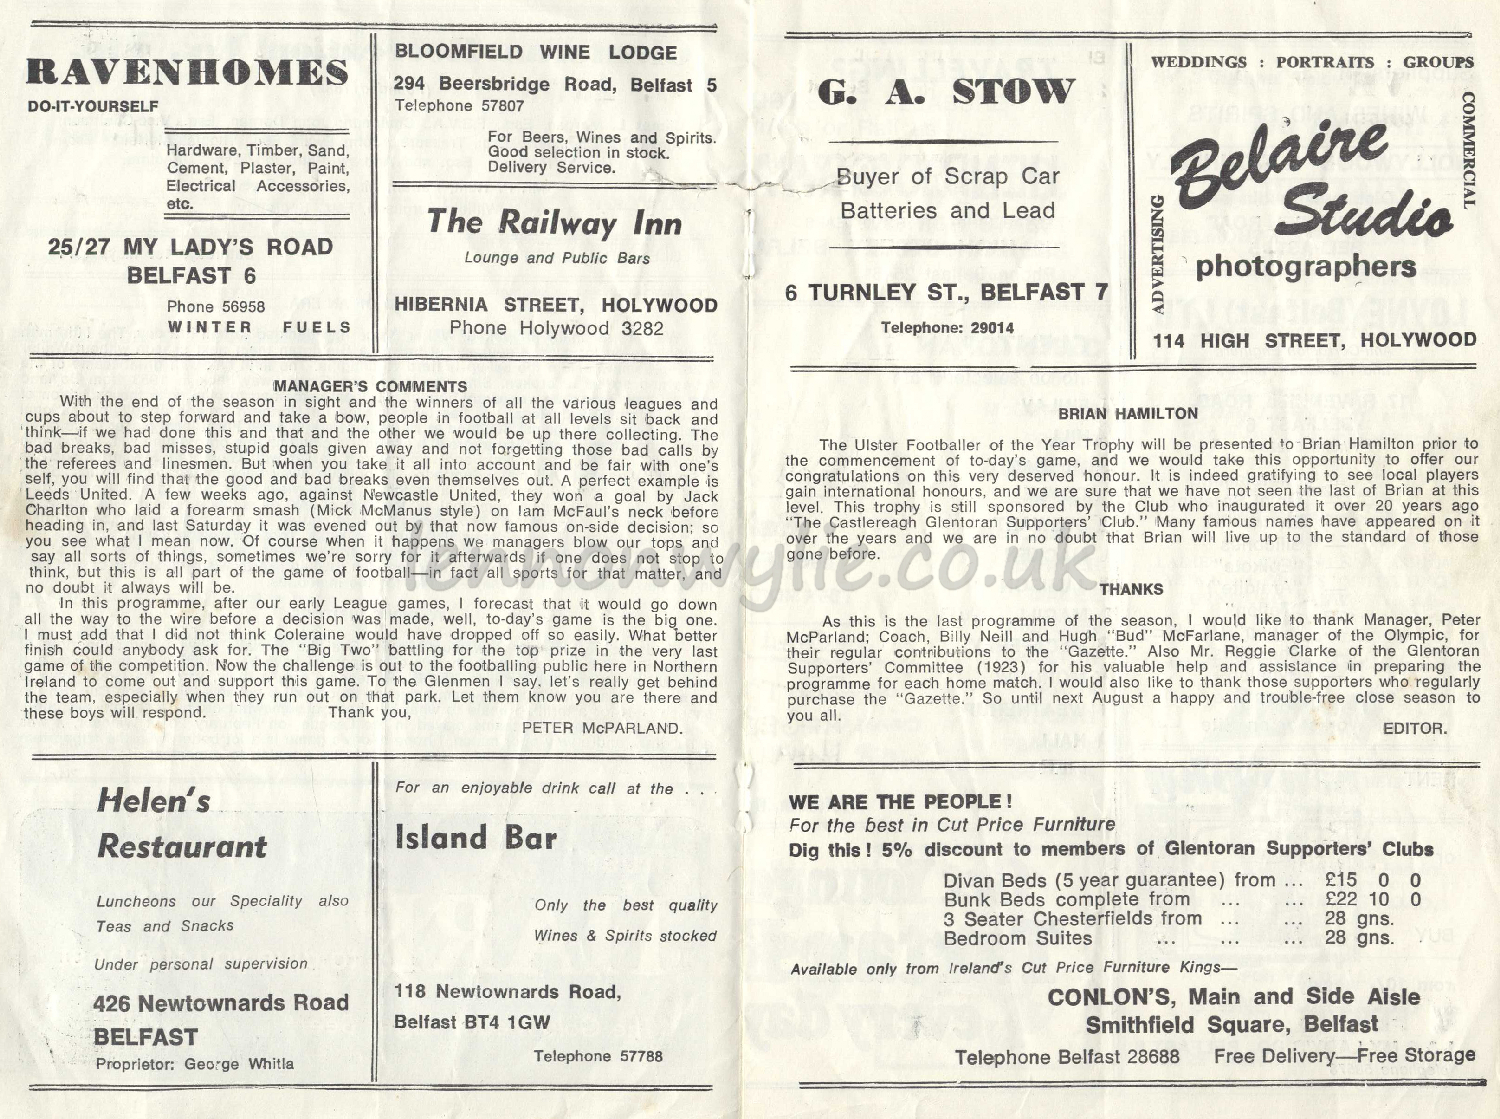 RAVENHOMES
DO-IT-YOURSELF
Hardware, Timber, Sand,
Cement, Plaster, Paint,
Electrical Accessories,
etc.
25/27 MY LADY'S ROAD
BELFAST 6
Phone 56958
WINTER FUELS
BLOOMFIELD WINE LODGE
294 Beersbridge Road, Belfast 5
Telephone 57807
For Beers, Wines and Spirits.
Good selection in stock.
Delivery Service.
The Railway Inn
Lounge and Public Bars
HIBERNIA STREET, HOLYWOOD
Phone Holywood 3282
MANAGER'S COMMENTS
With the end of the season in sight and the winners of all the various leagues and
cups about to step forward and take a bow, people in football at all levels sit back and
think—if we had done this and that and the other we would be up there collecting. The
bad breaks, bad misses, stupid goals given away and not forgetting those bad calls by
the referees and linesmen. But when you take it all into account and be fair with one's
self, you will find that the good and bad breaks even themselves out. A perfect example is
Leeds United. A few weeks ago, against Newcastle United, they won a goal by Jack
Charlton who laid a forearm smash (Mick McManus style) on Iam McFaul's neck before
heading in, and last Saturday it was evened out by that now famous on-side decision; so
you see what I mean now. Of course when it happens we managers blow our tops and
say all sorts of things, sometimes we're sorry for it afterwards if one does not stop to
think, but this is all part of the game of football—in fact all sports for that matter, and
no doubt it always will be.
In this programme, after our early League games, I forecast that it would go down
all the way to the wire before a decision was made, well, to-day's game is the big one.
I must add that I did not think Coleraine would have dropped off so easily. What better
finish could anybody ask for. The "Big Two" battling for the top prize in the very last
game of the competition. Now the challenge is out to the footballing public here in Northern
Ireland to come out and support this game. To the Glenmen I say, let's really get behind
the team, especially when they run out on that park. Let them know you are there and
these boys will respond. Thank you,
PETER McPARLAND.
Helen's
Restaurant
Luncheons our Speciality also
Teas and Snacks
Under personal supervision
426 Newtownards Road
BELFAST
Proprietor: George Whitla
For an enjoyable drink call at the . . .
Island Bar
Only the best quality
Wines & Spirits stocked
118 Newtownards Road,
Belfast BT4 1GW
Telephone 57788
G. A. STOW
Buyer of Scrap Car
Batteries and Lead
6 TURNLEY ST., BELFAST 7
Telephone: 29014
WEDDINGS : PORTRAITS : GROUPS
COMMERCIAL
ADVERTISING
Belaire
Studio
photographers
114 HIGH STREET, HOLYWOOD
BRIAN HAMILTON
The Ulster Footballer of the Year Trophy will be presented to Brian Hamilton prior to
the commencement of to-day's game, and we would take this opportunity to offer our
congratulations on this very deserved honour. It is indeed gratifying to see local players
gain international honours, and we are sure that we have not seen the last of Brian at this
level. This trophy is still sponsored by the Club who inaugurated it over 20 years ago
"The Castlereagh Glentoran Supporters' Club." Many famous names have appeared on it
over the years and we are in no doubt that Brian will live up to the standard of those
gone before.
THANKS
As this is the last programme of the season, I would like to thank Manager, Peter
McParland; Coach, Billy Neill and Hugh "Bud" McFarlane, manager of the Olympic, for
their regular contributions to the "Gazette." Also Mr. Reggie Clarke of the Glentoran
Supporters' Committee (1923) for his valuable help and assistance in preparing the
programme for each home match. I would also like to thank those supporters who regularly
purchase the "Gazette." So until next August a happy and trouble-free close season to
you all.
EDITOR.
WE ARE THE PEOPLE!
For the best in Cut Price Furniture
Dig this! 5% discount to members of Glentoran Supporters' Clubs
Divan Beds (5 year guarantee) from ... £15 0 0
Bunk Beds complete from ... ... £22 10 0
3 Seater Chesterfields from ... ... 28 gns.
Bedroom Suites ... ... ... 28 gns.
Available only from Ireland's Cut Price Furniture Kings—
CONLON'S, Main and Side Aisle
Smithfield Square, Belfast
Telephone Belfast 28688 Free Delivery—Free Storage
lennonwylie.co.uk